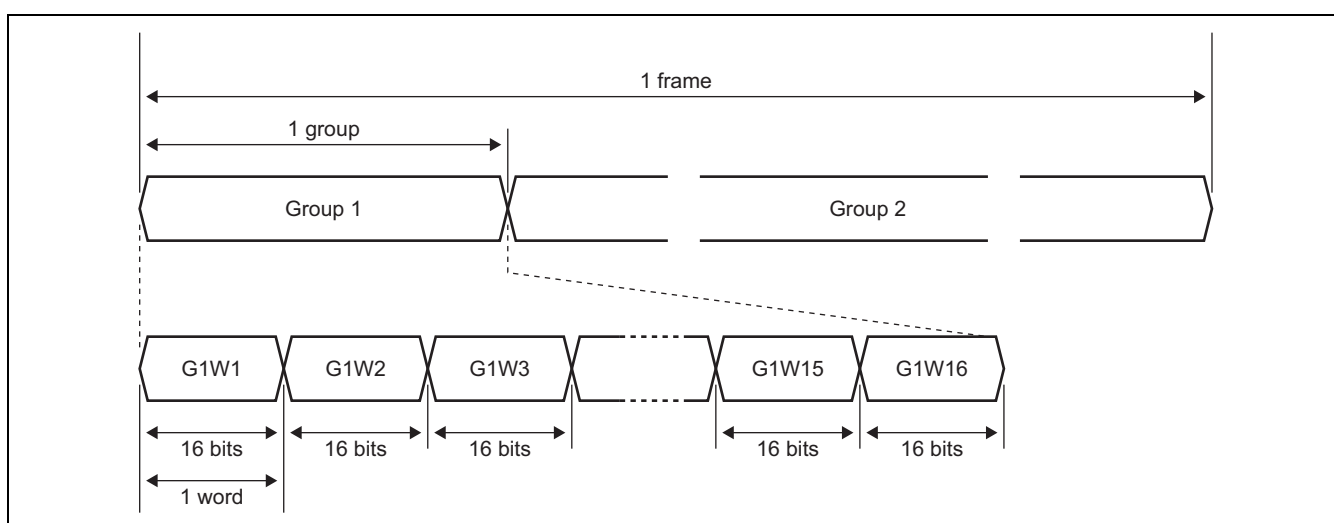 1 frame
1 group
Group 1 Group 2
G1W1 G1W2 G1W3 G1W15 G1W16
16 bits 16 bits 16 bits 16 bits 16 bits
1 word